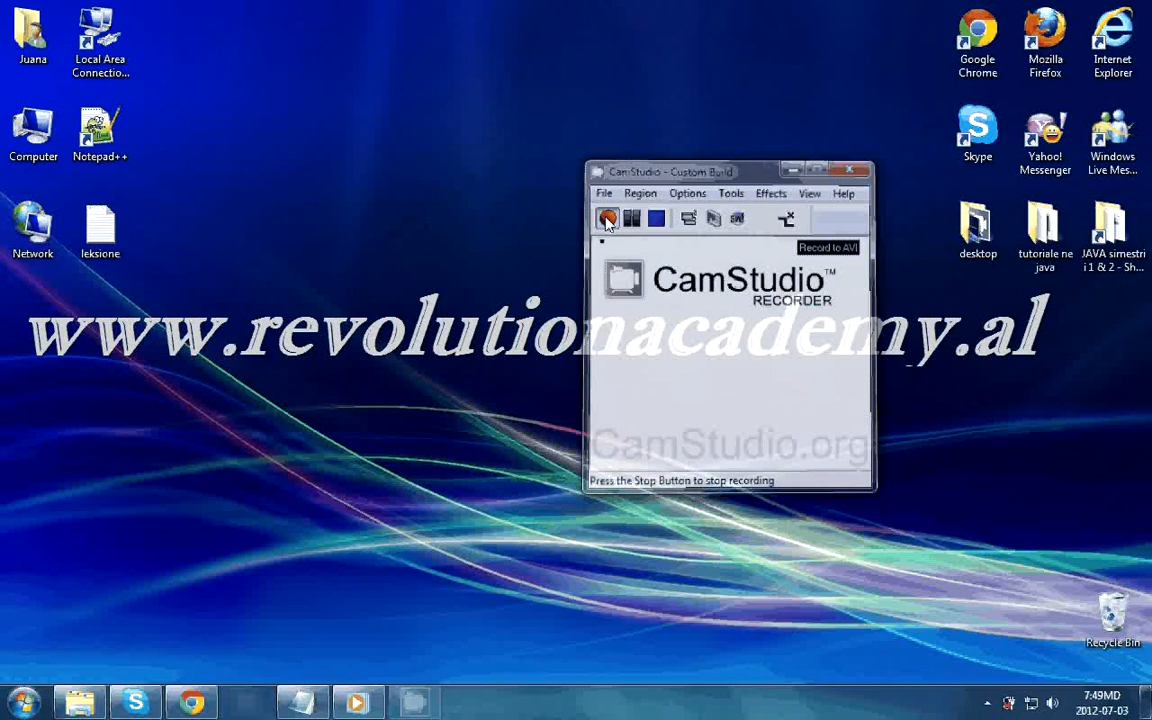 Juana
Local Area
Connectio...
Google
Chrome
Mozilla
Firefox
Internet
Explorer
Computer
Notepad++
Skype
Yahoo!
Messenger
Windows
Live Mes...
CamStudio - Custom Build
File Region Options Tools Effects View Help
Record to AVI
CamStudio™
RECORDER
Network
leksione
desktop
tutoriale ne
java
JAVA simestri
i 1 & 2 - Sh...
www.revolutionacademy.al
CamStudio.org
Press the Stop Button to stop recording
Recycle Bin
7:49MD
2012-07-03